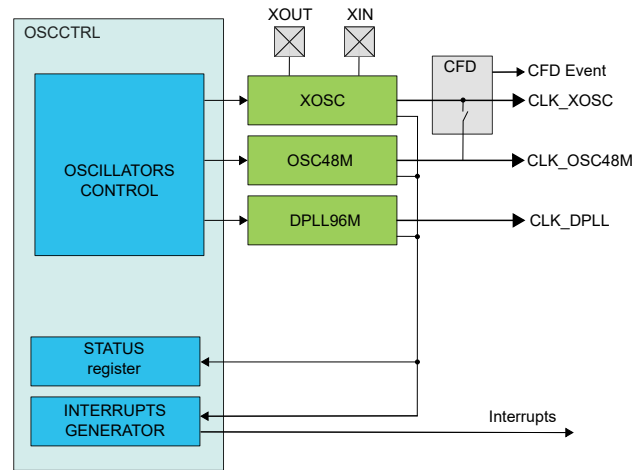 XOUT
XIN
OSCCTRL
CFD
CFD Event
XOSC
CLK_XOSC
OSCILLATORS
CONTROL
OSC48M
CLK_OSC48M
DPLL96M
CLK_DPLL
STATUS
register
INTERRUPTS
GENERATOR
Interrupts